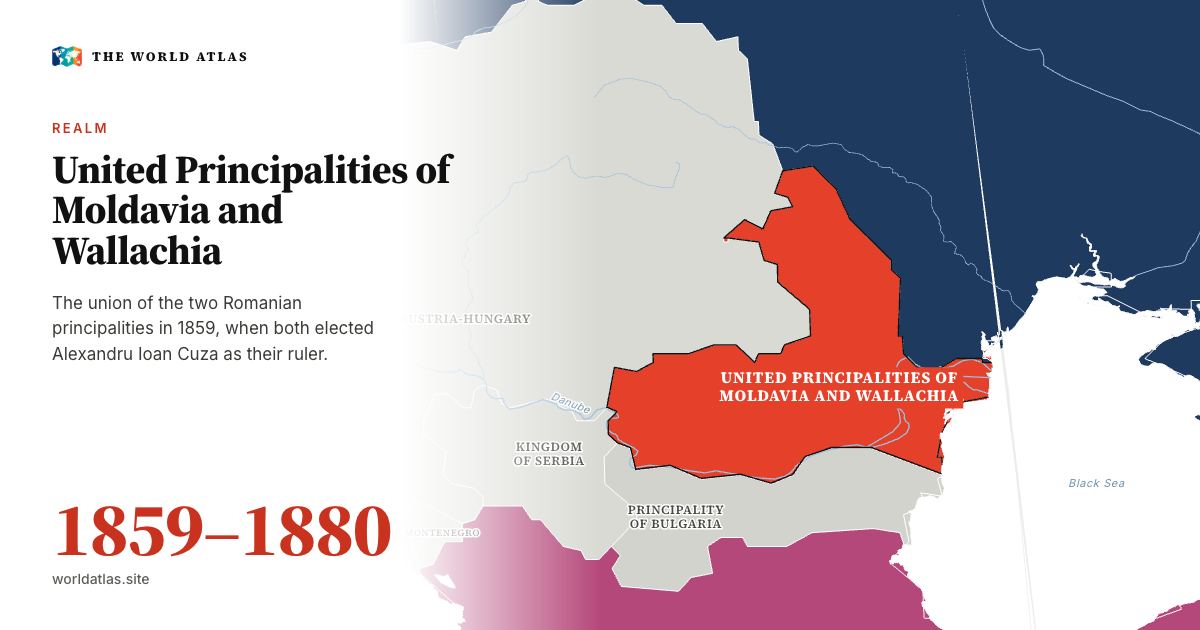 THE WORLD ATLAS
REALM
United Principalities of
Moldavia and
Wallachia
The union of the two Romanian
principalities in 1859, when both elected
Alexandru Ioan Cuza as their ruler.
1859–1880
worldatlas.site
USTRIA-HUNGARY
Danube
KINGDOM
OF SERBIA
MONTENEGRO
UNITED PRINCIPALITIES OF
MOLDAVIA AND WALLACHIA
PRINCIPALITY
OF BULGARIA
Black Sea